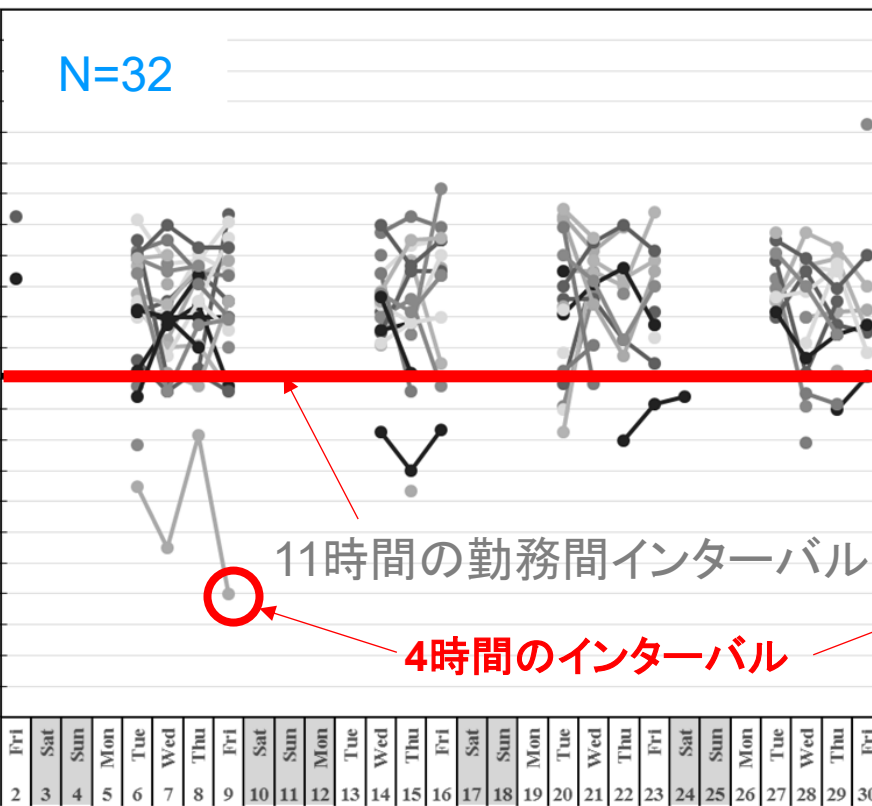 N=32
11時間の勤務間インターバル
4時間のインターバル
Fri Sat Sun Mon Tue Wed Thu Fri Sat Sun Mon Tue Wed Thu Fri Sat Sun Mon Tue Wed Thu Fri Sat Sun Mon Tue Wed Thu Fri
2 3 4 5 6 7 8 9 10 11 12 13 14 15 16 17 18 19 20 21 22 23 24 25 26 27 28 29 30